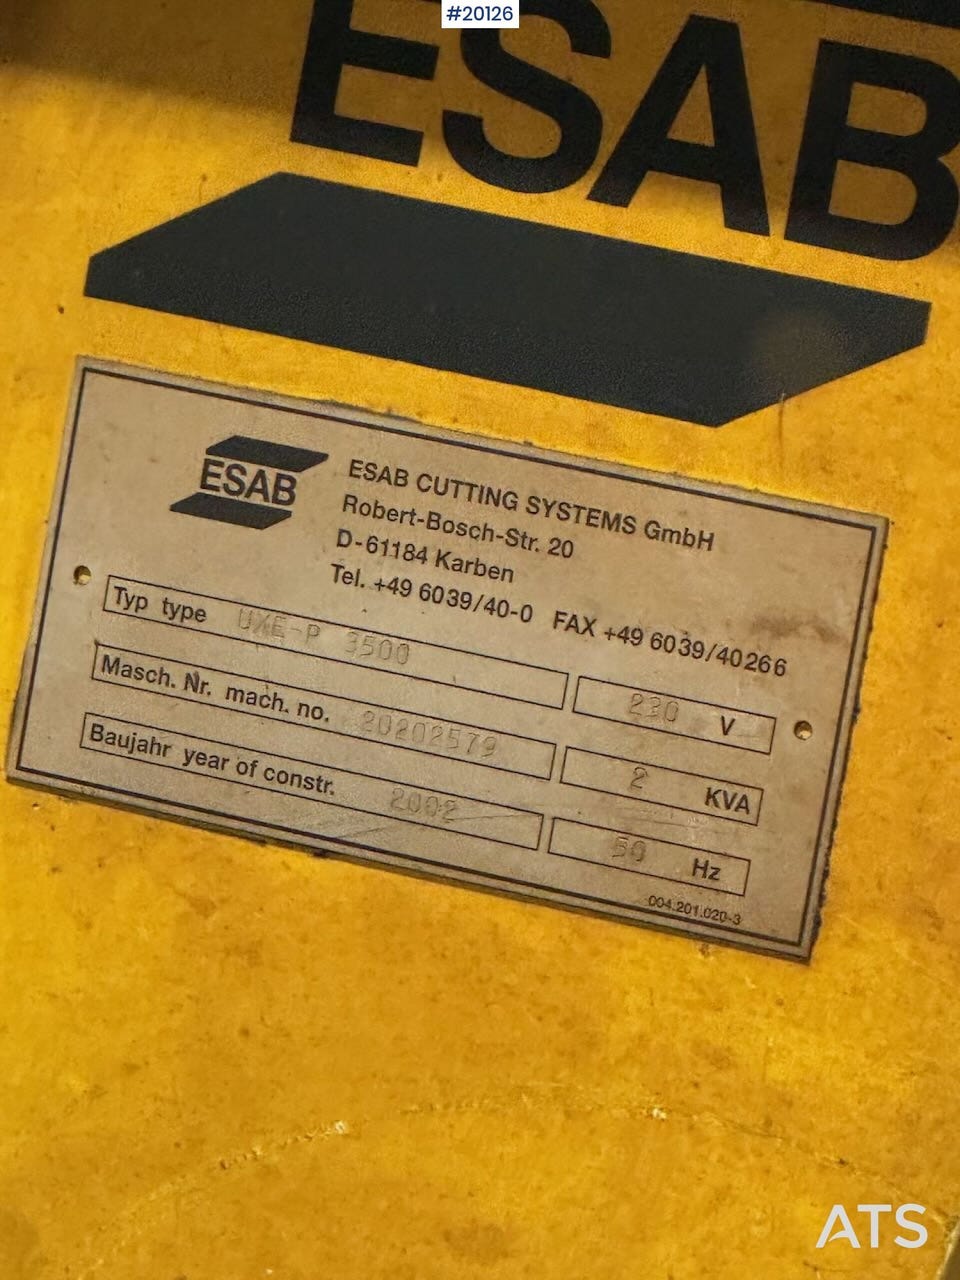 #20126
ESAB
ESAB
ESAB CUTTING SYSTEMS GmbH
Robert-Bosch-Str. 20
D-61184 Karben
Tel. +49 6039/40-0 FAX +49 6039/40266
Typ type UXE-P 3500
230 V
Masch. Nr. mach. no. 20202579
2 KVA
Baujahr year of constr. 2002
50 Hz
004.201.020-3
ATS